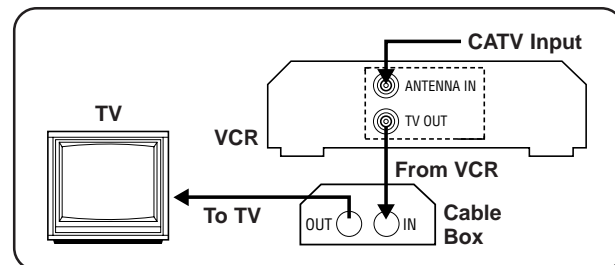 CATV Input
ANTENNA IN
TV
TV OUT
VCR
From VCR
To TV
OUT
IN
Cable
Box